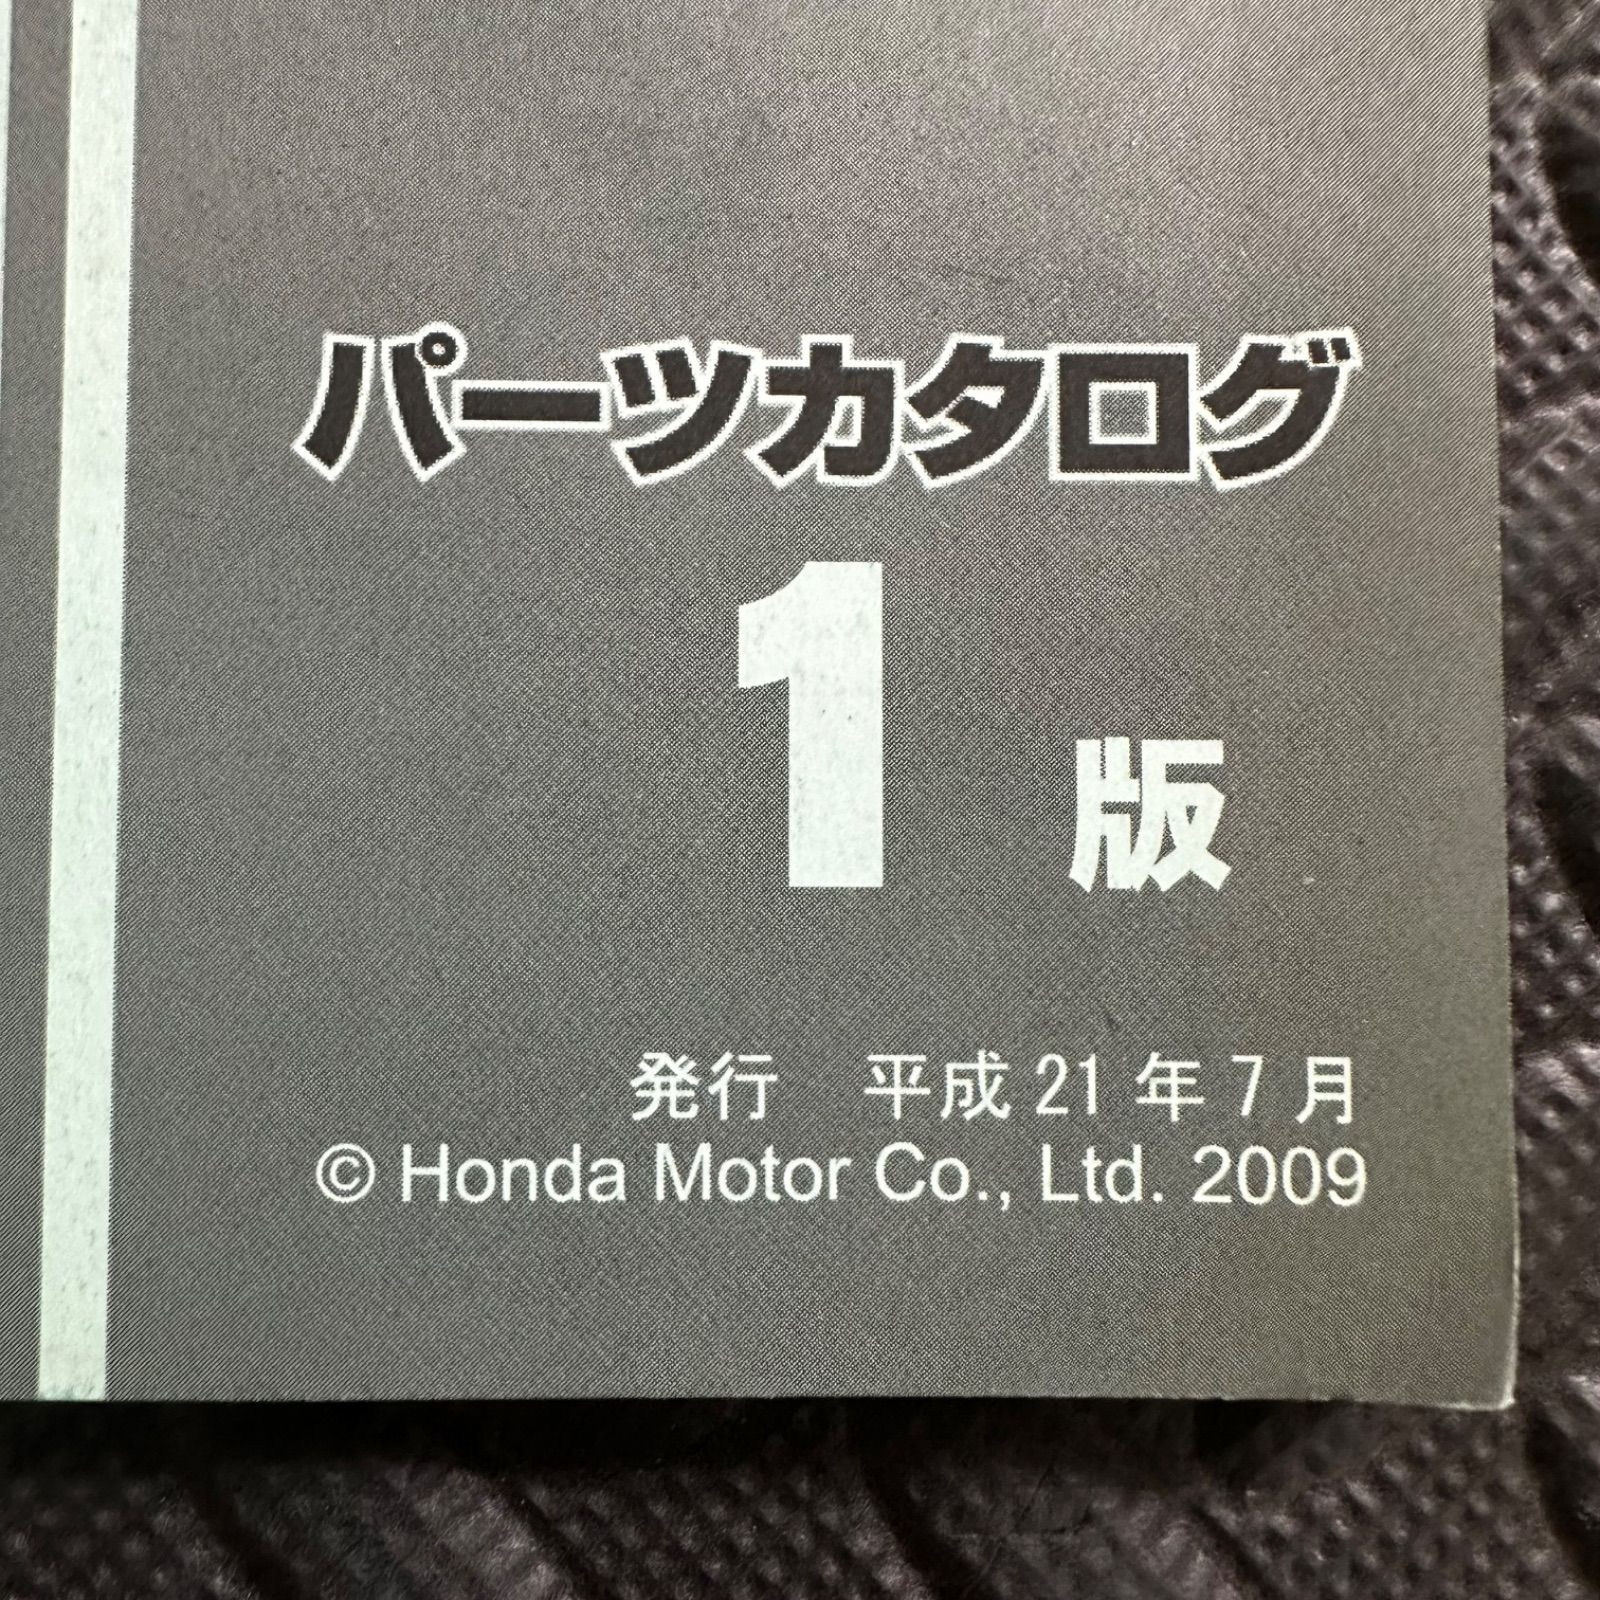 パーツカタログ
1 版
発行　平成 21 年 7 月
© Honda Motor Co., Ltd. 2009